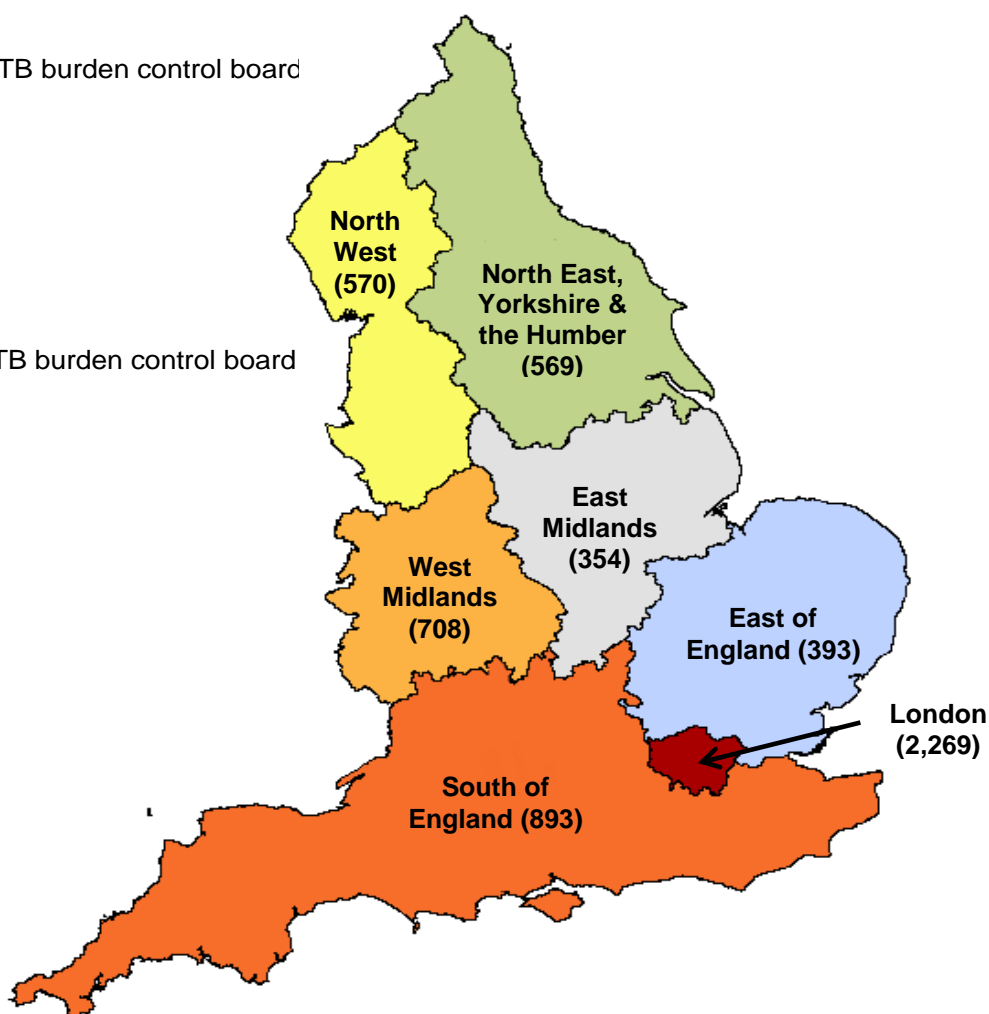 TB burden control board
North
West
(570)
North East,
Yorkshire &
the Humber
(569)
TB burden control board
East
Midlands
(354)
West
Midlands
(708)
East of
England (393)
London
(2,269)
South of
England (893)